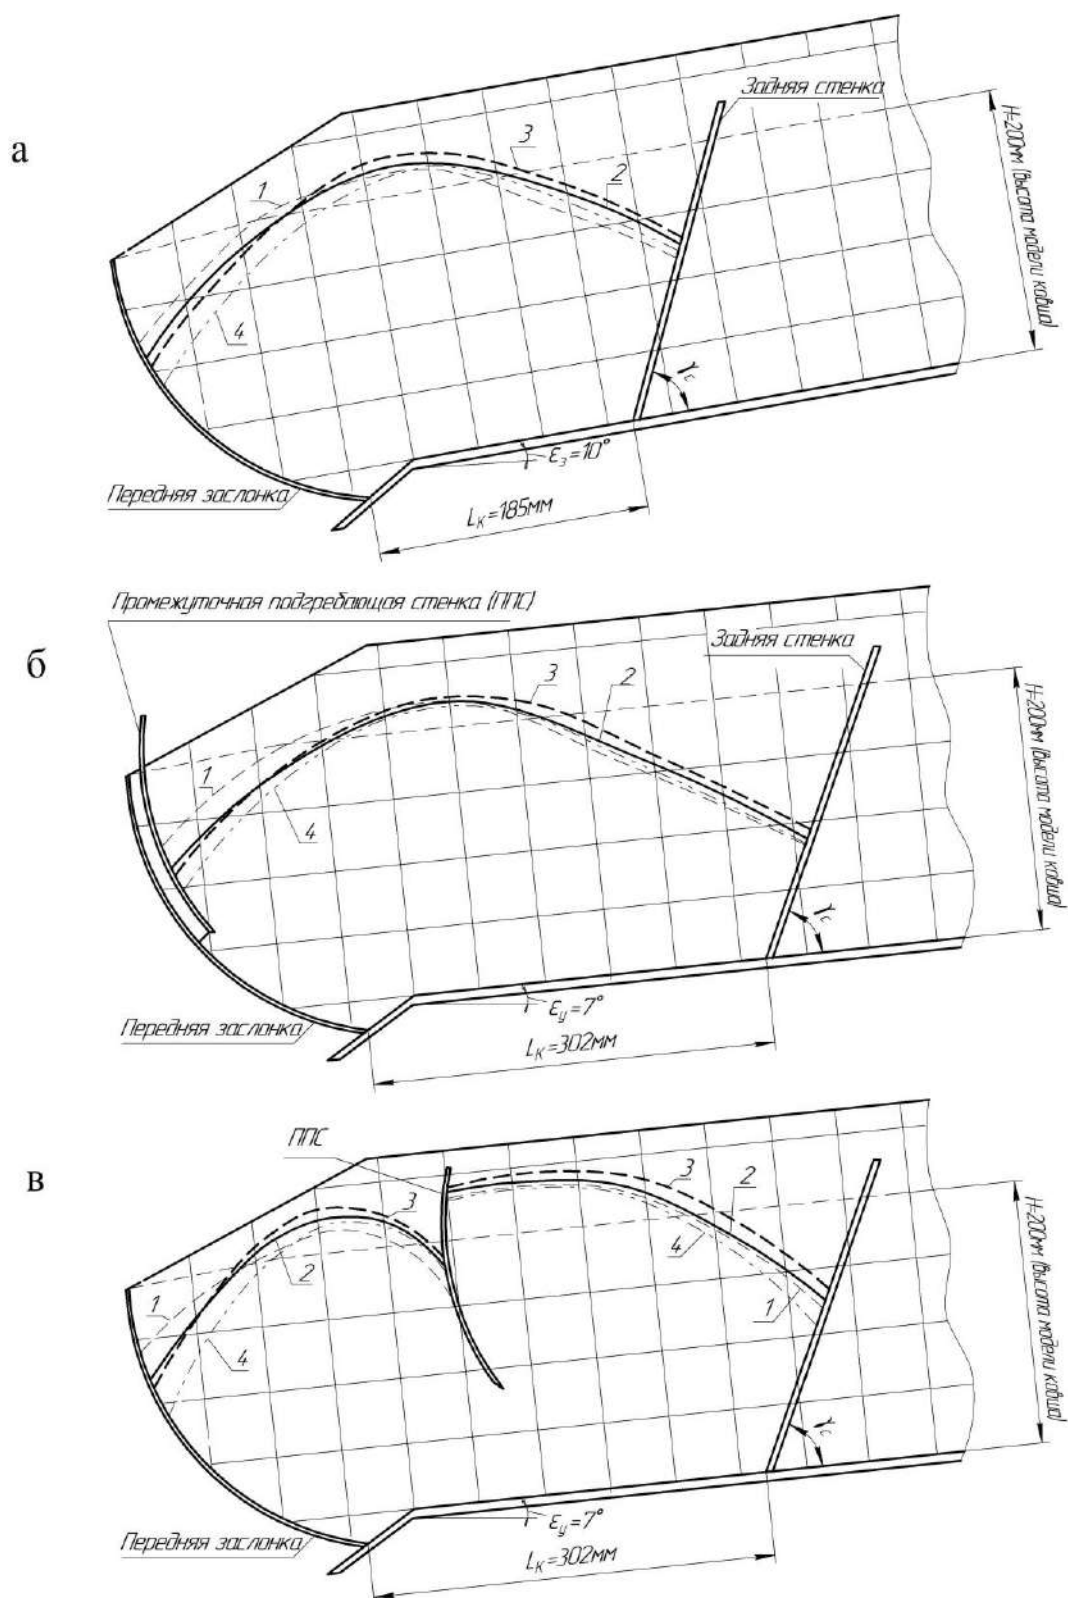 а
Задняя стенка
3
2
1
4
H=200мм (высота модели ковша)
γс
εз=10°
Передняя заслонка
Lк=185мм
Промежуточная подгребающая стенка (ППС)
б
Задняя стенка
3
2
1
4
H=200мм (высота модели ковша)
γс
εу=7°
Передняя заслонка
Lк=302мм
ППС
в
3
3
2
2
4
1
1
4
H=200мм (высота модели ковша)
γс
εу=7°
Передняя заслонка
Lк=302мм